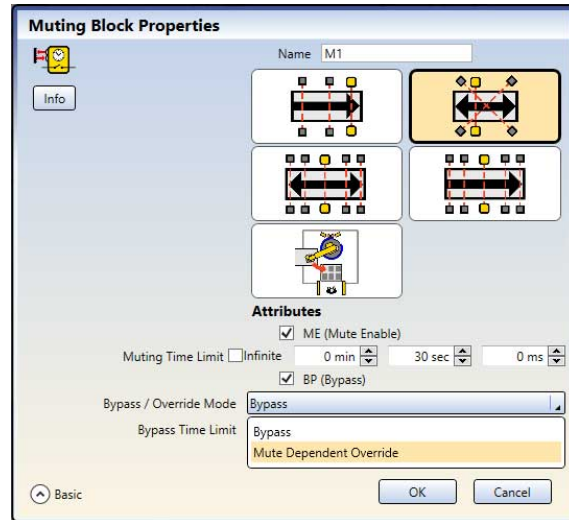 Muting Block Properties
Name M1
Info
Attributes
ME (Mute Enable)
Muting Time Limit Infinite 0 min 30 sec 0 ms
BP (Bypass)
Bypass / Override Mode Bypass
Bypass Time Limit Bypass
Mute Dependent Override
Basic OK Cancel